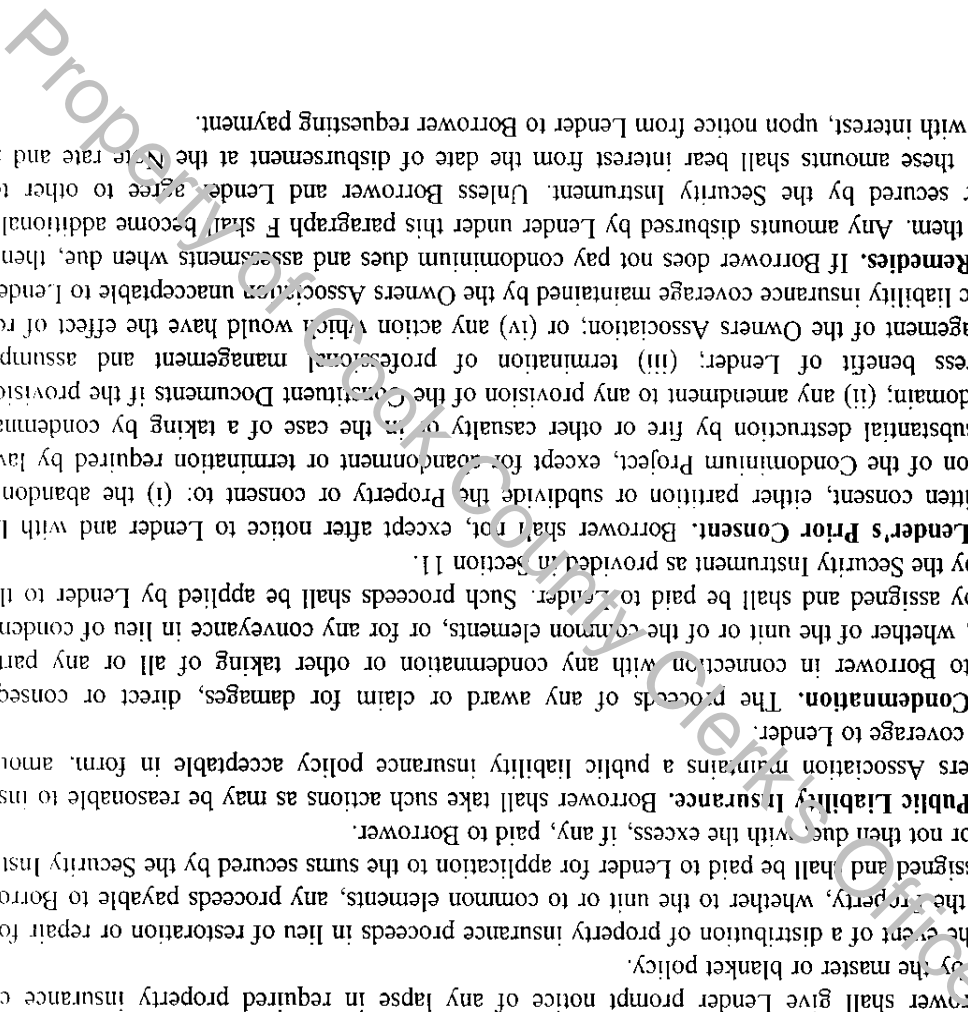 rower shall give Lender prompt notice of any lapse in required property insurance c
by the master or blanket policy.
he event of a distribution of property insurance proceeds in lieu of restoration or repair fo
the Property, whether to the unit or to common elements, any proceeds payable to Borro
ssigned and shall be paid to Lender for application to the sums secured by the Security Inst
or not then due, with the excess, if any, paid to Borrower.
Public Liability Insurance. Borrower shall take such actions as may be reasonable to ins
ers Association maintains a public liability insurance policy acceptable in form, amou
coverage to Lender.
Condemnation. The proceeds of any award or claim for damages, direct or conseq
to Borrower in connection with any condemnation or other taking of all or any part
, whether of the unit or of the common elements, or for any conveyance in lieu of condem
by assigned and shall be paid to Lender. Such proceeds shall be applied by Lender to th
by the Security Instrument as provided in Section 11.
Lender's Prior Consent. Borrower shall not, except after notice to Lender and with L
itten consent, either partition or subdivide the Property or consent to: (i) the abandon
on of the Condominium Project, except for abandonment or termination required by law
substantial destruction by fire or other casualty or in the case of a taking by condemna
domain; (ii) any amendment to any provision of the Constituent Documents if the provisio
ess benefit of Lender; (iii) termination of professional management and assump
agement of the Owners Association; or (iv) any action which would have the effect of re
c liability insurance coverage maintained by the Owners Association unacceptable to Lende
Remedies. If Borrower does not pay condominium dues and assessments when due, then
them. Any amounts disbursed by Lender under this paragraph F shall become additional
r secured by the Security Instrument. Unless Borrower and Lender agree to other te
these amounts shall bear interest from the date of disbursement at the Note rate and s
with interest, upon notice from Lender to Borrower requesting payment.
Property of Cook County Clerk's Office